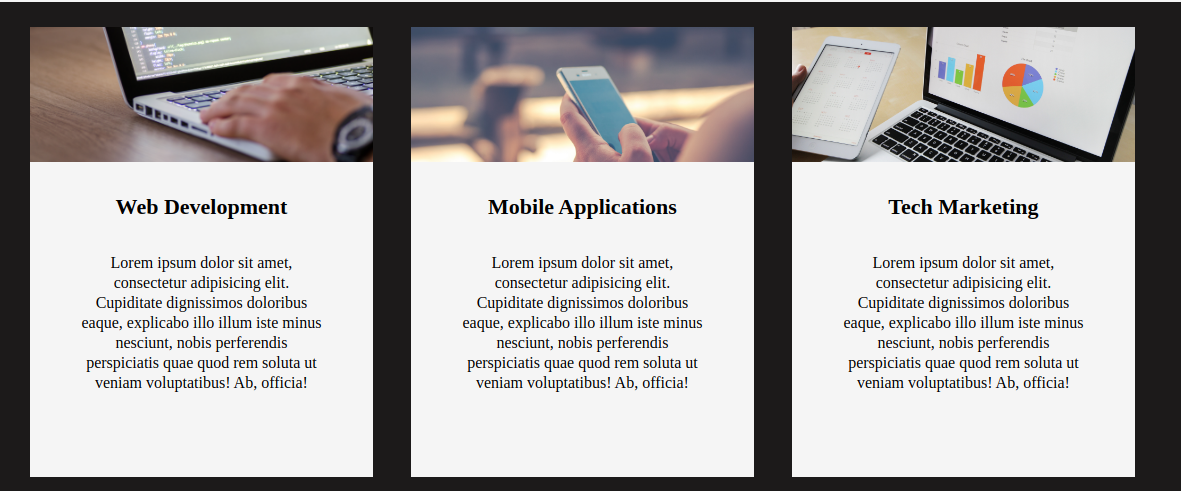 Web Development
Lorem ipsum dolor sit amet,
consectetur adipisicing elit.
Cupiditate dignissimos doloribus
eaque, explicabo illo illum iste minus
nesciunt, nobis perferendis
perspiciatis quae quod rem soluta ut
veniam voluptatibus! Ab, officia!
Mobile Applications
Lorem ipsum dolor sit amet,
consectetur adipisicing elit.
Cupiditate dignissimos doloribus
eaque, explicabo illo illum iste minus
nesciunt, nobis perferendis
perspiciatis quae quod rem soluta ut
veniam voluptatibus! Ab, officia!
Tech Marketing
Lorem ipsum dolor sit amet,
consectetur adipisicing elit.
Cupiditate dignissimos doloribus
eaque, explicabo illo illum iste minus
nesciunt, nobis perferendis
perspiciatis quae quod rem soluta ut
veniam voluptatibus! Ab, officia!